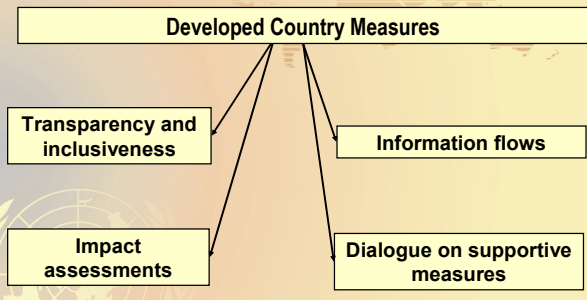 Developed Country Measures
Transparency and
inclusiveness
Information flows
Impact
assessments
Dialogue on supportive
measures